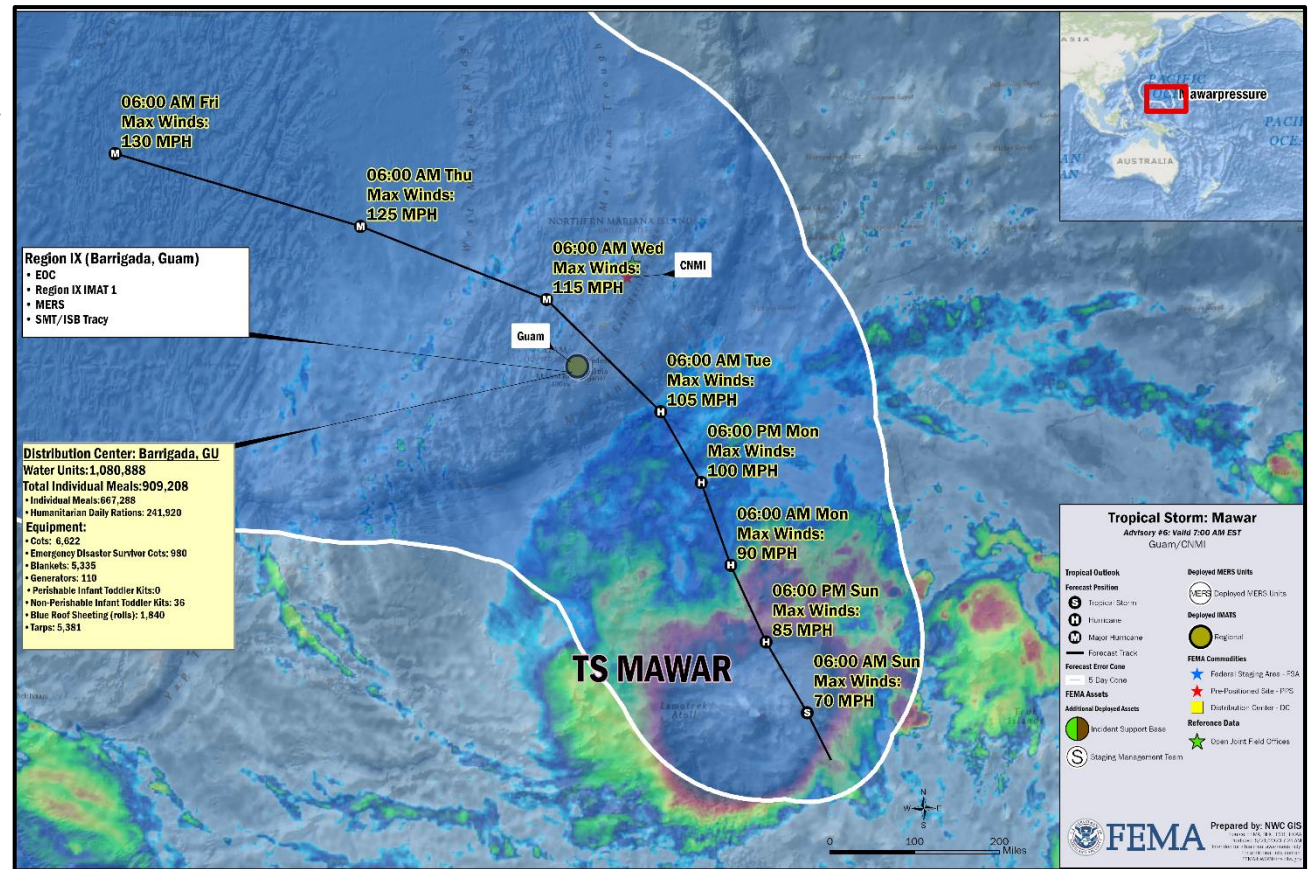 06:00 AM Fri
Max Winds:
130 MPH
06:00 AM Thu
Max Winds:
125 MPH
NORTHERN MARIANA ISLANDS
06:00 AM Wed
Max Winds:
115 MPH
CNMI
Guam
06:00 AM Tue
Max Winds:
105 MPH
06:00 PM Mon
Max Winds:
100 MPH
06:00 AM Mon
Max Winds:
90 MPH
06:00 PM Sun
Max Winds:
85 MPH
06:00 AM Sun
Max Winds:
70 MPH
TS MAWAR
Lamotrek
Atoll
Region IX (Barrigada, Guam)
• EOC
• Region IX IMAT 1
• MERS
• SMT/ISB Tracy
Distribution Center: Barrigada, GU
Water Units:1,080,888
Total Individual Meals:909,208
• Individual Meals:667,288
• Humanitarian Daily Rations: 241,920
Equipment:
• Cots: 6,622
• Emergency Disaster Survivor Cots: 980
• Blankets: 5,335
• Generators: 110
• Perishable Infant Toddler Kits:0
• Non-Perishable Infant Toddler Kits: 36
• Blue Roof Sheeting (rolls): 1,840
• Tarps: 5,381
ASIA
PACIFIC
Mawarpressure
AUSTRALIA
Tropical Storm: Mawar
Advisory #6: Valid 7:00 AM EST
Guam/CNMI
Tropical Outlook
Forecast Position
S Tropical Storm
H Hurricane
M Major Hurricane
Forecast Track
Forecast Error Cone
5 Day Cone
FEMA Assets
Additional Deployed Assets
Incident Support Base
S Staging Management Team
Deployed MERS Units
MERS Deployed MERS Units
Deployed IMATS
Regional
FEMA Commodities
Federal Staging Area - FSA
Pre-Positioned Site - PPS
Distribution Center - DC
Reference Data
Open Joint Field Offices
N
W E
S
0 100 200
Miles
FEMA
Prepared by: NWC GIS